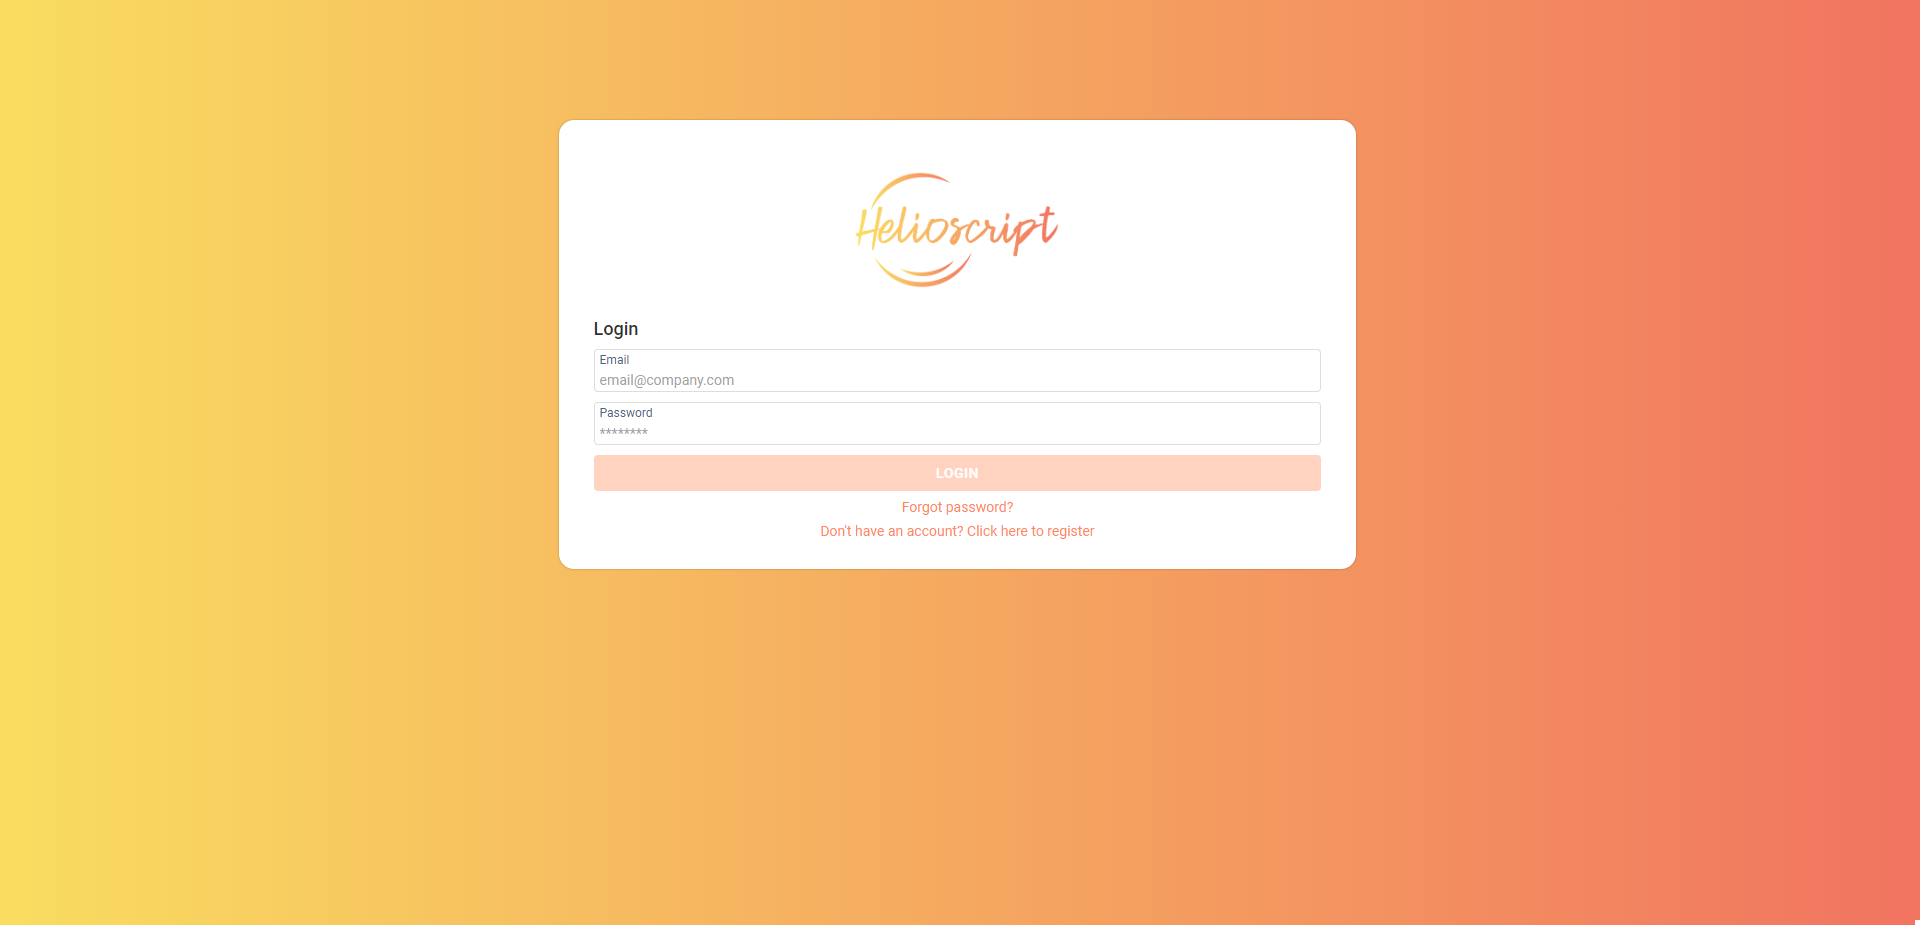 Helioscript
Login
Email
email@company.com
Password
********
LOGIN
Forgot password?
Don't have an account? Click here to register